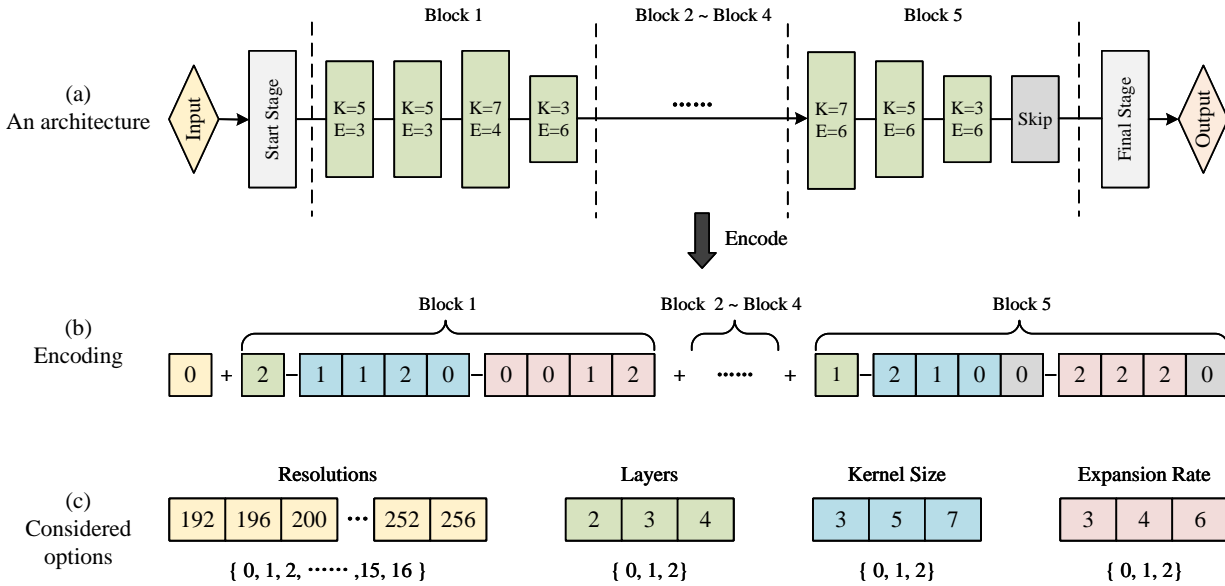 Block 1
Block 2 ~ Block 4
Block 5
(a)
An architecture
Input
Start Stage
K=5
E=3
K=5
E=3
K=7
E=4
K=3
E=6
......
K=7
E=6
K=5
E=6
K=3
E=6
Skip
Final Stage
Output
Encode
Block 1
Block 2 ~ Block 4
Block 5
(b)
Encoding
0 + 2 - 1 1 2 0 - 0 0 1 2 + ...... + 1 - 2 1 0 0 - 2 2 2 0
Resolutions
Layers
Kernel Size
Expansion Rate
(c)
Considered
options
192 196 200 ... 252 256
2 3 4
3 5 7
3 4 6
{ 0, 1, 2, ...... ,15, 16 }
{ 0, 1, 2}
{ 0, 1, 2}
{ 0, 1, 2}